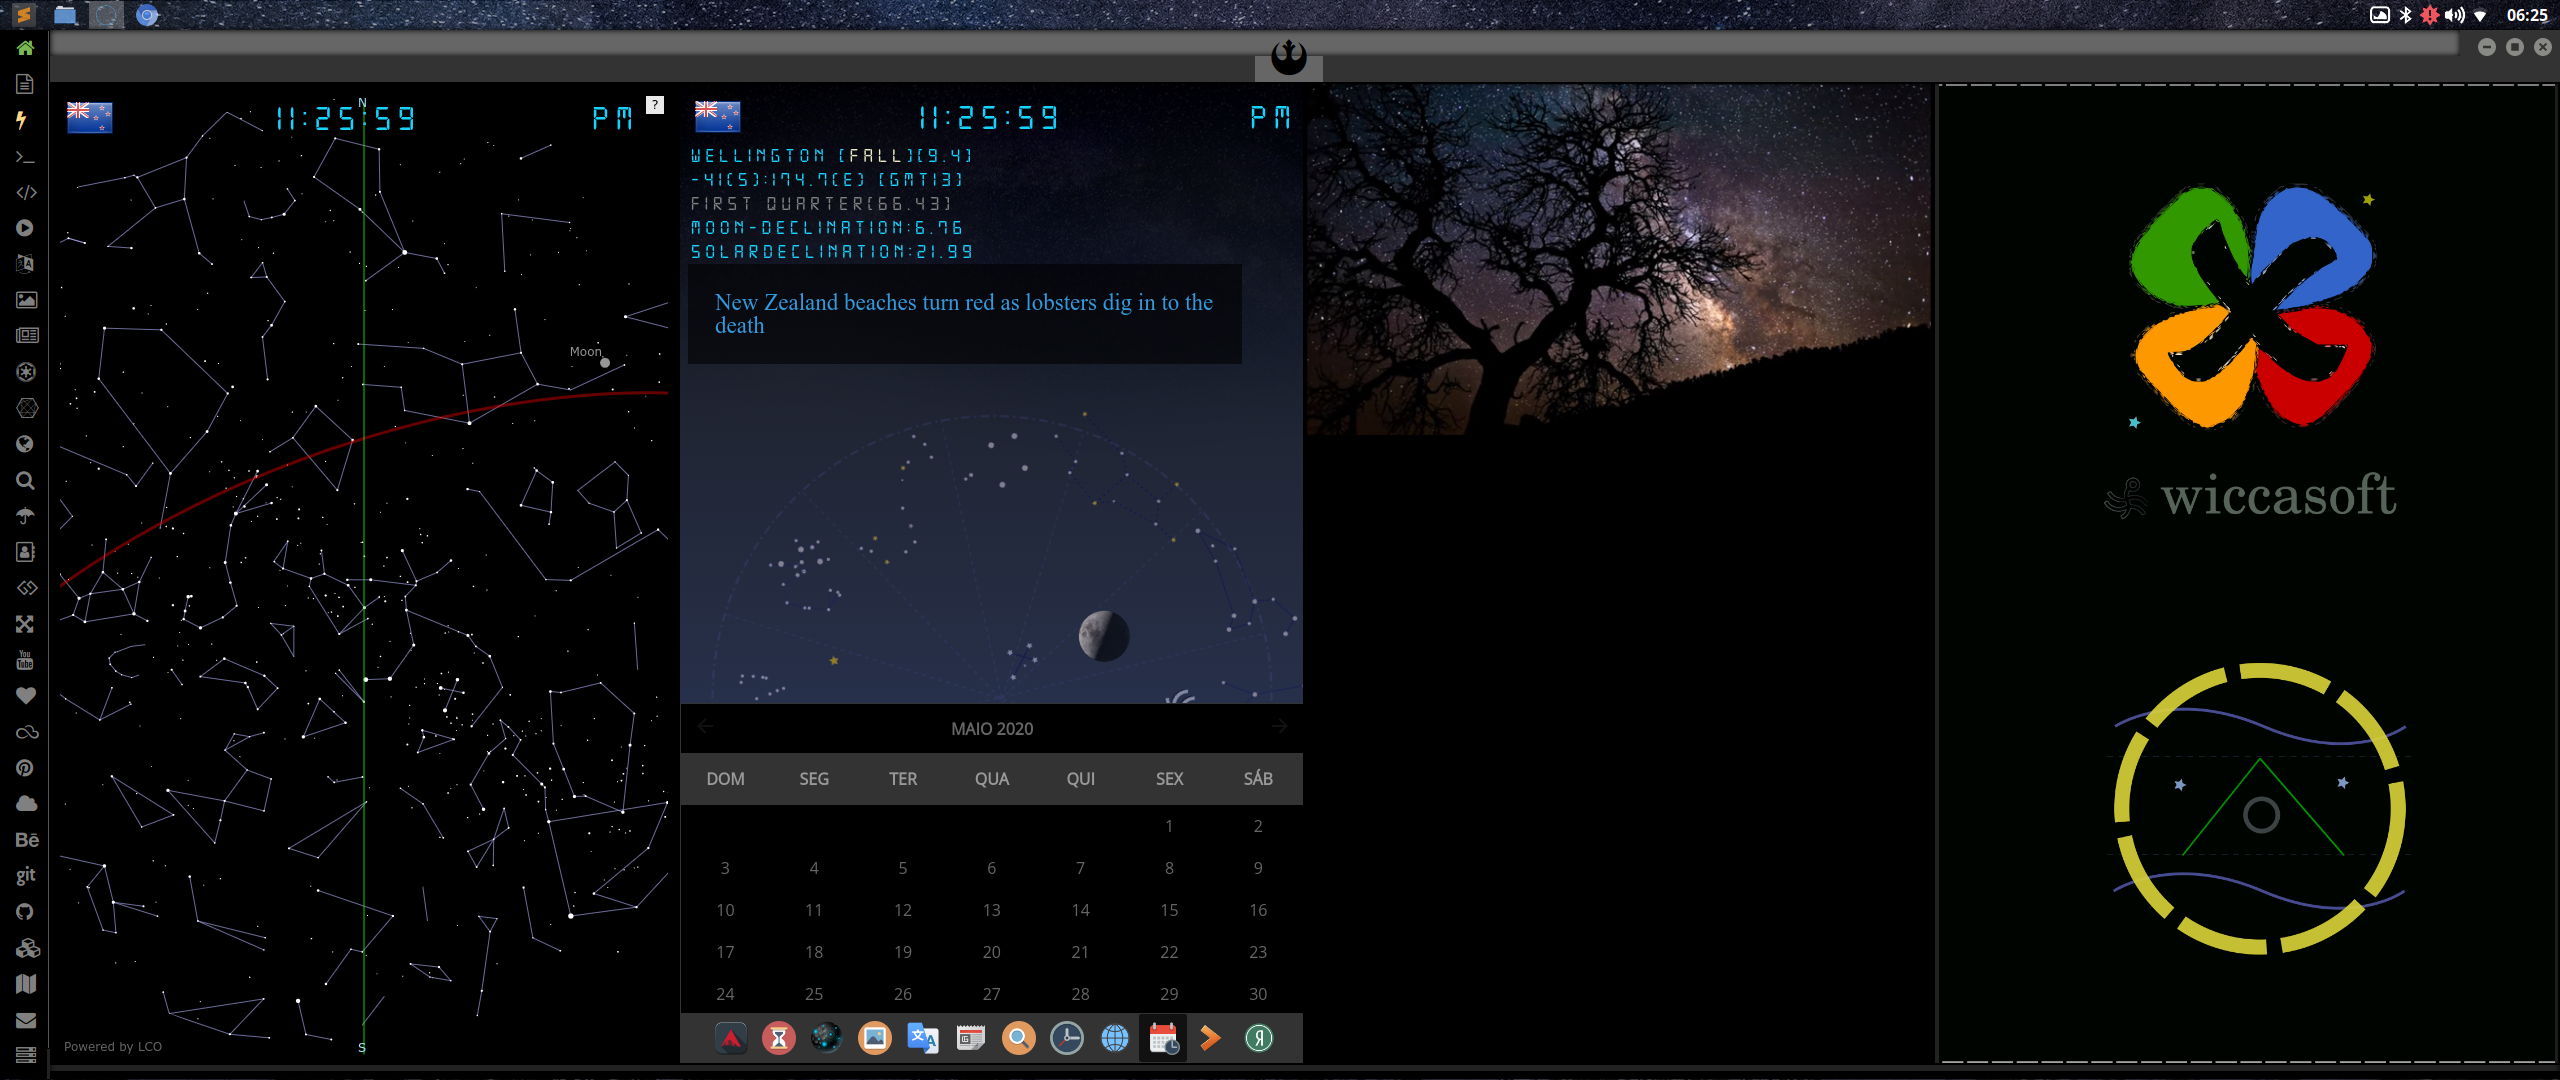 06:25
N
11:25:59 PM
?
Moon
S
Powered by LCO
11:25:59 PM
WELLINGTON [FALL][9.4]
-41(S):174.7(E) [GMT13]
FIRST QUARTER[66.43]
MOON-DECLINATION:6.76
SOLARDECLINATION:21.99
New Zealand beaches turn red as lobsters dig in to the
death
MAIO 2020
DOM SEG TER QUA QUI SEX SÁB
1 2
3 4 5 6 7 8 9
10 11 12 13 14 15 16
17 18 19 20 21 22 23
24 25 26 27 28 29 30
wiccasoft
You
Tube
Bē
git